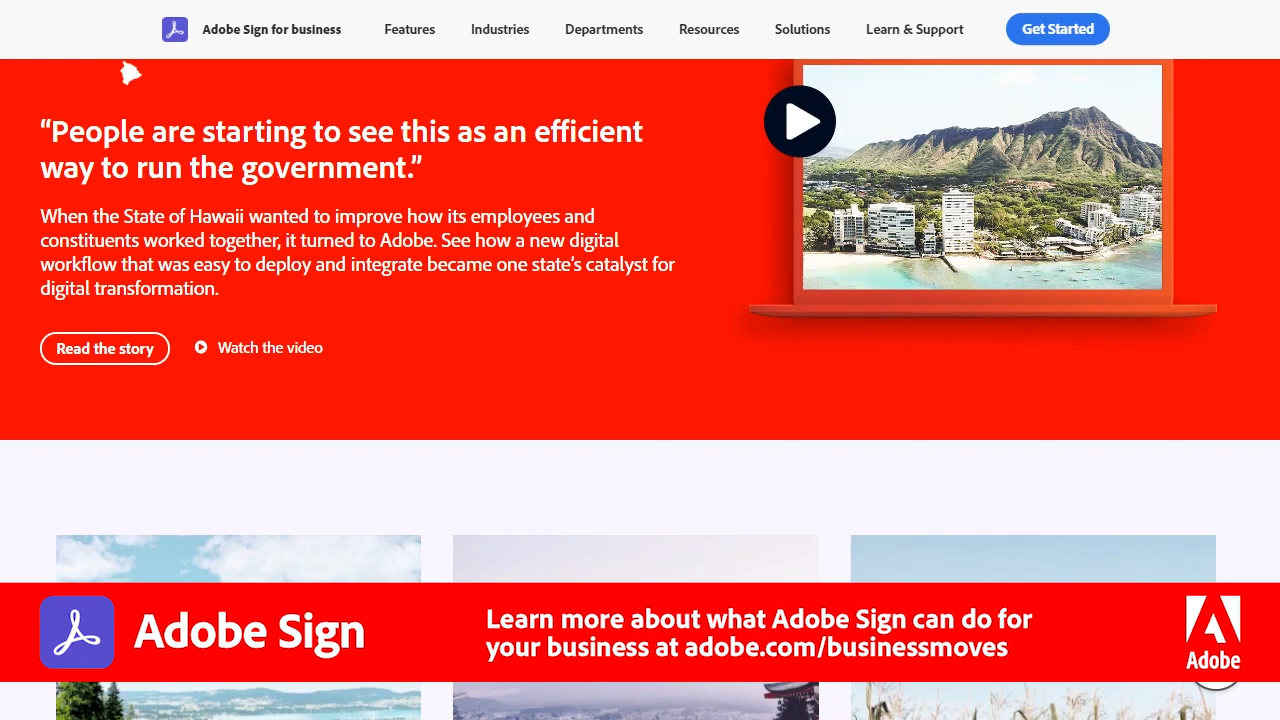 Adobe Sign for business Features Industries Departments Resources Solutions Learn & Support Get Started
“People are starting to see this as an efficient
way to run the government.”
When the State of Hawaii wanted to improve how its employees and
constituents worked together, it turned to Adobe. See how a new digital
workflow that was easy to deploy and integrate became one state’s catalyst for
digital transformation.
Read the story Watch the video
Adobe Sign
Learn more about what Adobe Sign can do for
your business at adobe.com/businessmoves
Adobe